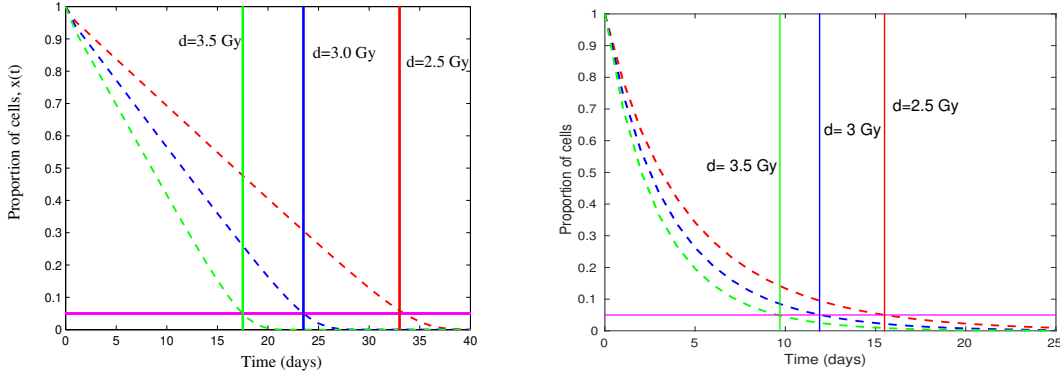 1
0.9
0.8
0.7
0.6
0.5
0.4
0.3
0.2
0.1
0
Proportion of cells, x(t)
d=3.5 Gy
d=3.0 Gy
d=2.5 Gy
0 5 10 15 20 25 30 35 40
Time (days)
1
0.9
0.8
0.7
0.6
0.5
0.4
0.3
0.2
0.1
0
Proportion of cells
d=2.5 Gy
d= 3 Gy
d= 3.5 Gy
0 5 10 15 20 25
Time (days)